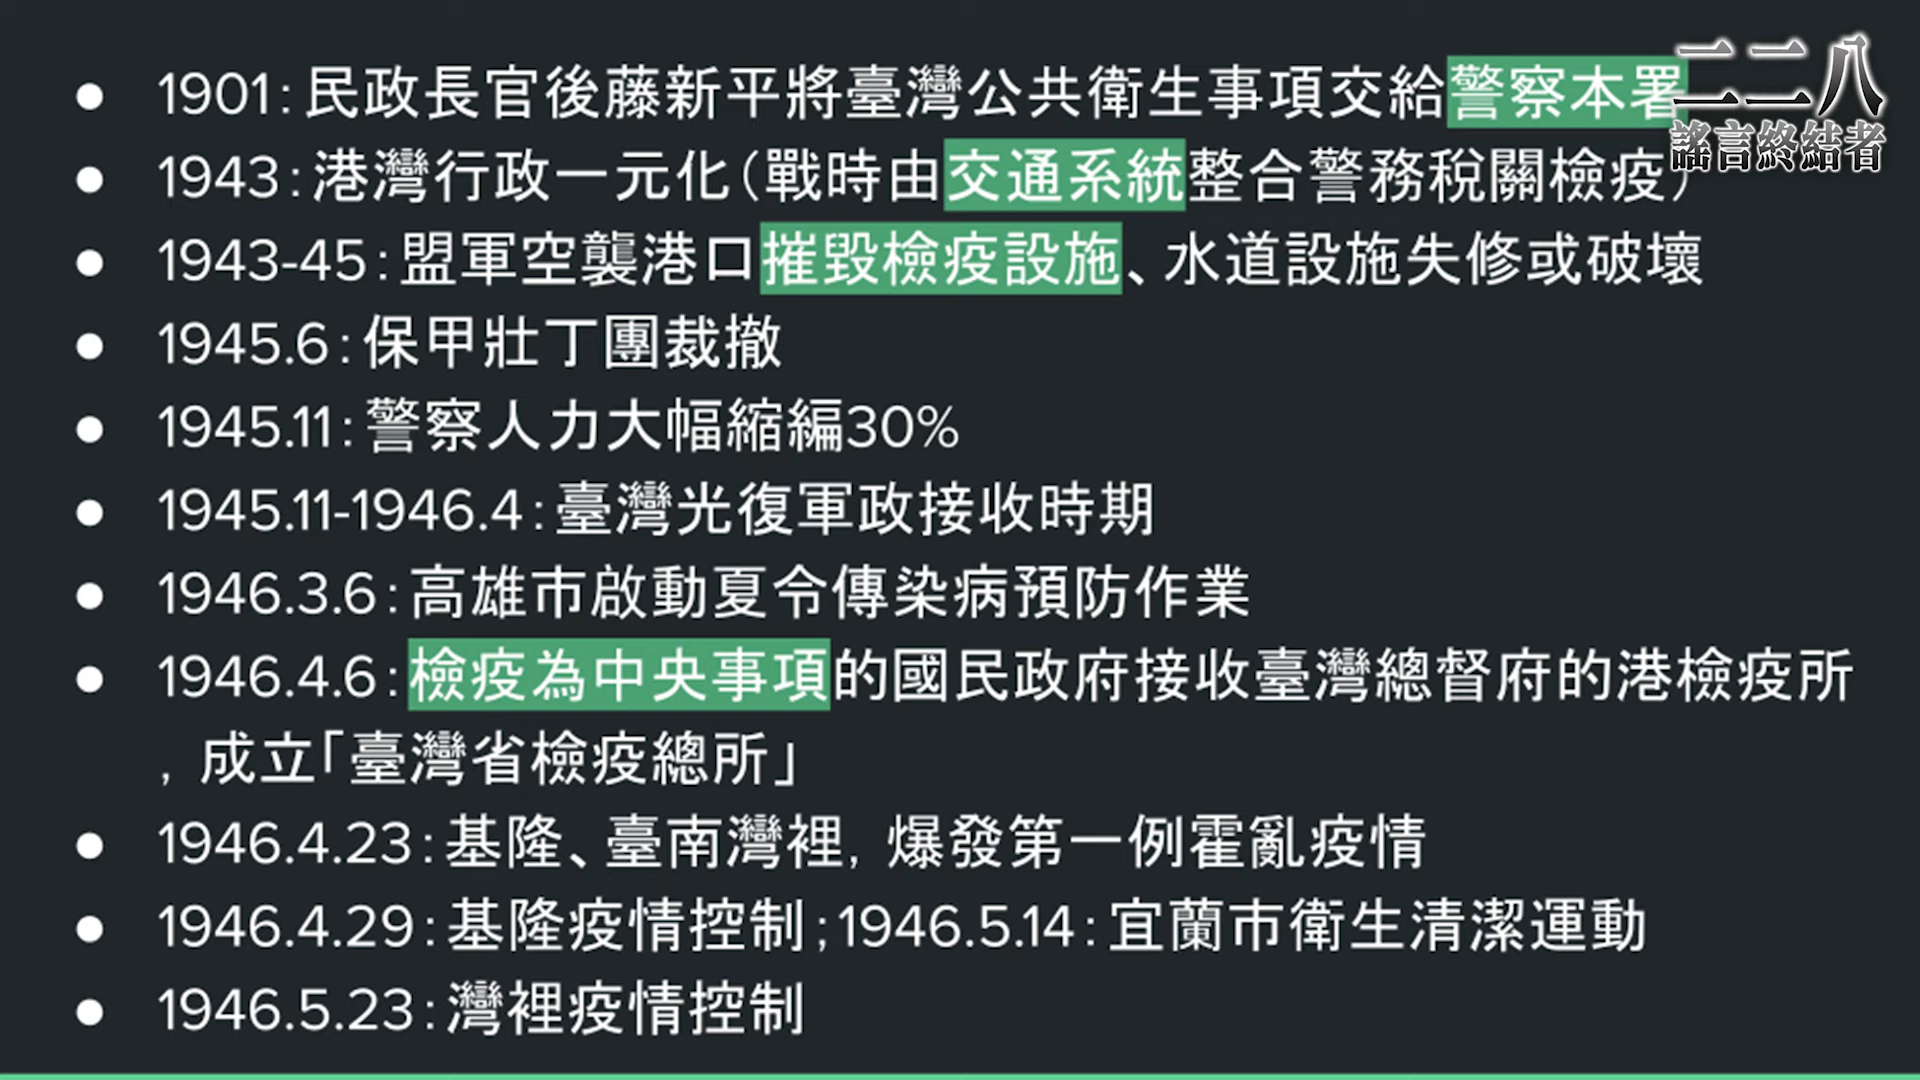 ● 1901:民政長官後藤新平將臺灣公共衛生事項交給警察本署
二二八
謠言終結者
● 1943:港灣行政一元化(戰時由交通系統整合警務稅關檢疫)
● 1943-45:盟軍空襲港口摧毀檢疫設施、水道設施失修或破壞
● 1945.6:保甲壯丁團裁撤
● 1945.11:警察人力大幅縮編30%
● 1945.11-1946.4:臺灣光復軍政接收時期
● 1946.3.6:高雄市啟動夏令傳染病預防作業
● 1946.4.6:檢疫為中央事項的國民政府接收臺灣總督府的港檢疫所
,成立「臺灣省檢疫總所」
● 1946.4.23:基隆、臺南灣裡,爆發第一例霍亂疫情
● 1946.4.29:基隆疫情控制;1946.5.14:宜蘭市衛生清潔運動
● 1946.5.23:灣裡疫情控制